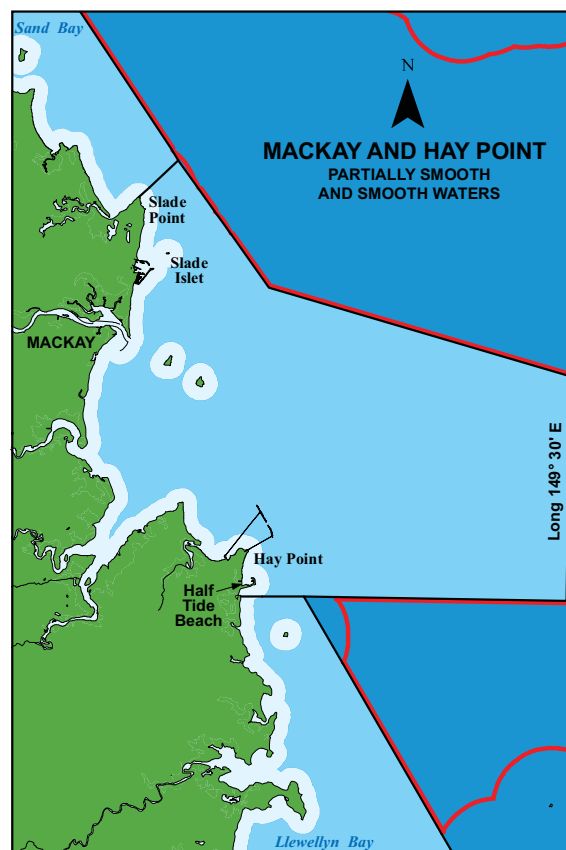 Sand Bay
N
MACKAY AND HAY POINT
PARTIALLY SMOOTH
AND SMOOTH WATERS
Slade
Point
Slade
Islet
MACKAY
Long 149° 30' E
Hay Point
Half
Tide
Beach
Llewellyn Bay